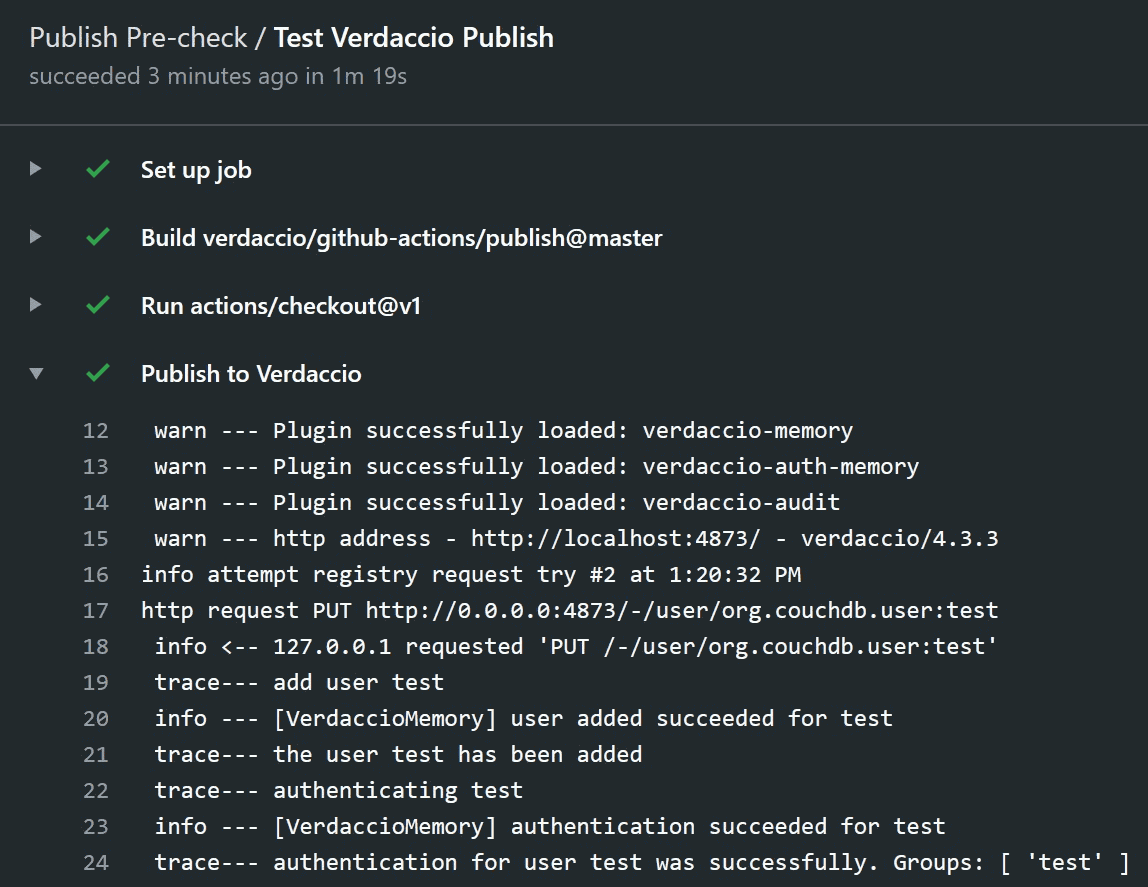 Publish Pre-check / Test Verdaccio Publish
succeeded 3 minutes ago in 1m 19s
Set up job
Build verdaccio/github-actions/publish@master
Run actions/checkout@v1
Publish to Verdaccio
12 warn --- Plugin successfully loaded: verdaccio-memory
13 warn --- Plugin successfully loaded: verdaccio-auth-memory
14 warn --- Plugin successfully loaded: verdaccio-audit
15 warn --- http address - http://localhost:4873/ - verdaccio/4.3.3
16 info attempt registry request try #2 at 1:20:32 PM
17 http request PUT http://0.0.0.0:4873/-/user/org.couchdb.user:test
18 info <-- 127.0.0.1 requested 'PUT /-/user/org.couchdb.user:test'
19 trace--- add user test
20 info --- [VerdaccioMemory] user added succeeded for test
21 trace--- the user test has been added
22 trace--- authenticating test
23 info --- [VerdaccioMemory] authentication succeeded for test
24 trace--- authentication for user test was successfully. Groups: [ 'test' ]